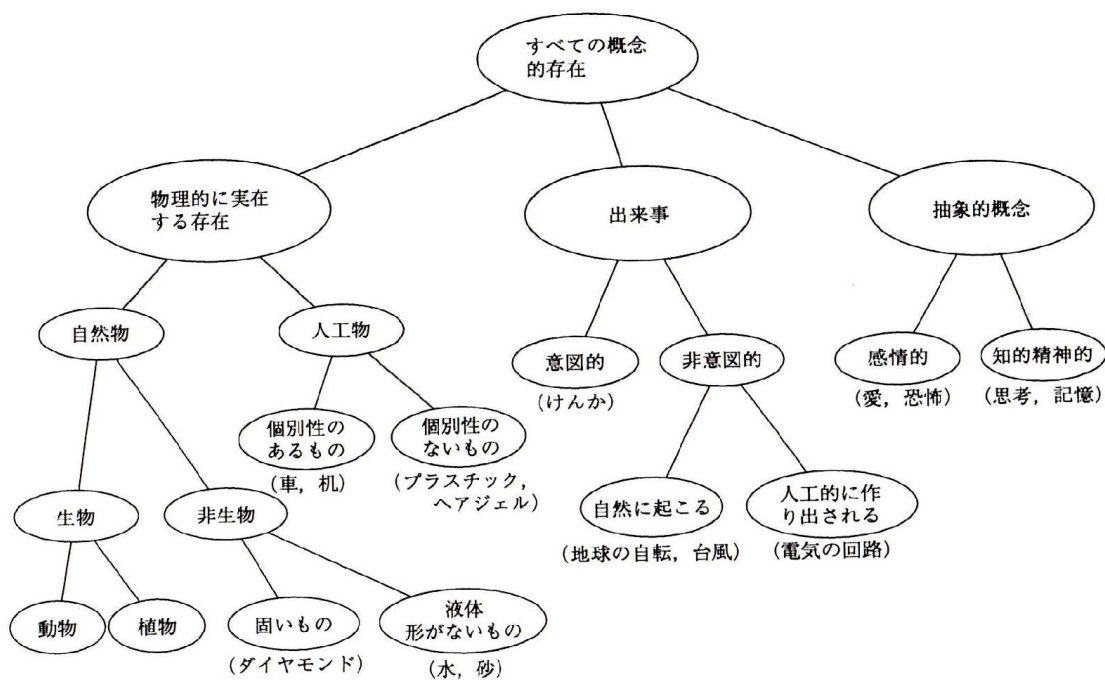 すべての概念
的存在
物理的に実在
する存在
出来事
抽象的概念
自然物
人工物
意図的
(けんか)
非意図的
感情的
(愛, 恐怖)
知的精神的
(思考, 記憶)
個別性の
あるもの
(車, 机)
個別性の
ないもの
(プラスチック,
ヘアジェル)
生物
非生物
自然に起こる
(地球の自転, 台風)
人工的に作
り出される
(電気の回路)
動物
植物
固いもの
(ダイヤモンド)
液体
形がないもの
(水, 砂)